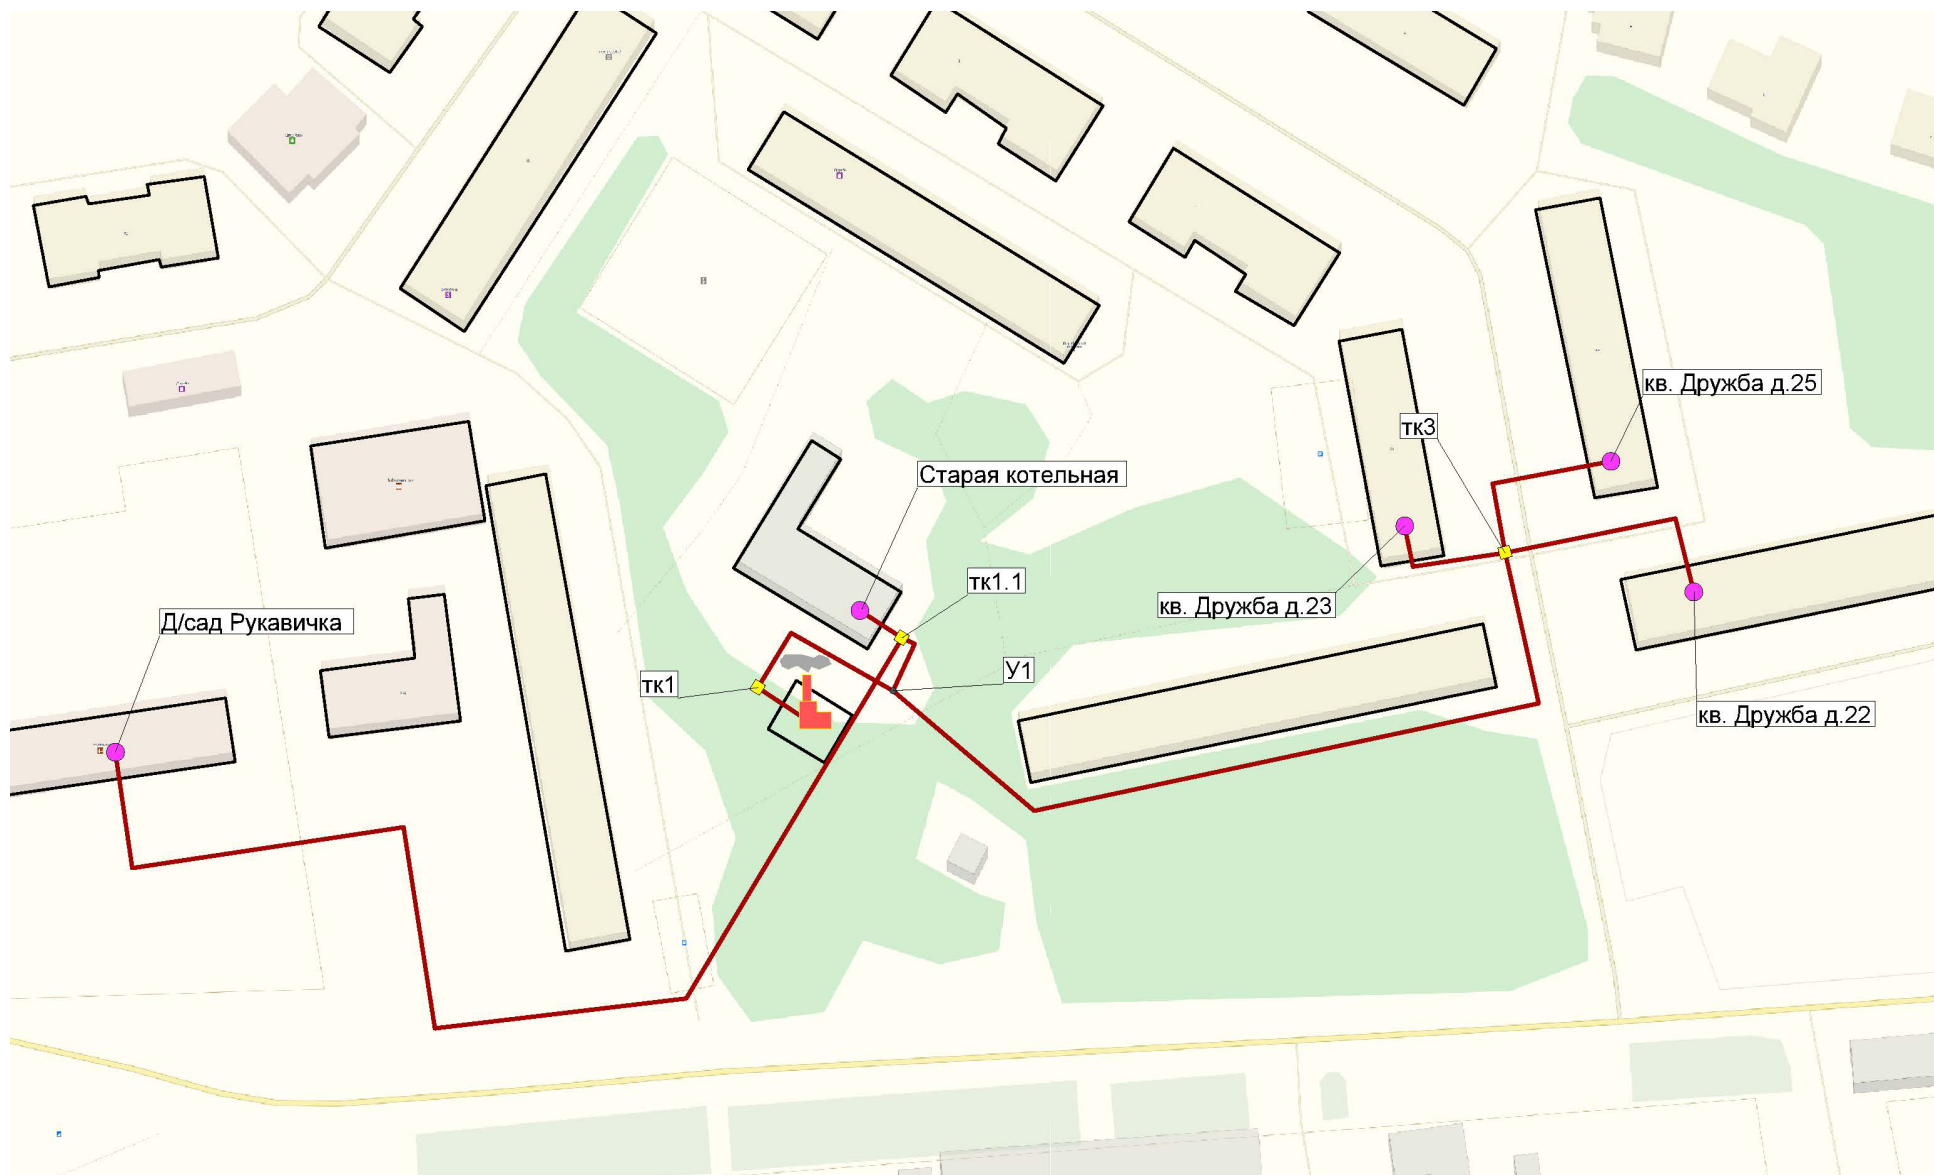 кв. Дружба д.25
тк3
Старая котельная
тк1.1
кв. Дружба д.23
Д/сад Рукавичка
У1
тк1
кв. Дружба д.22